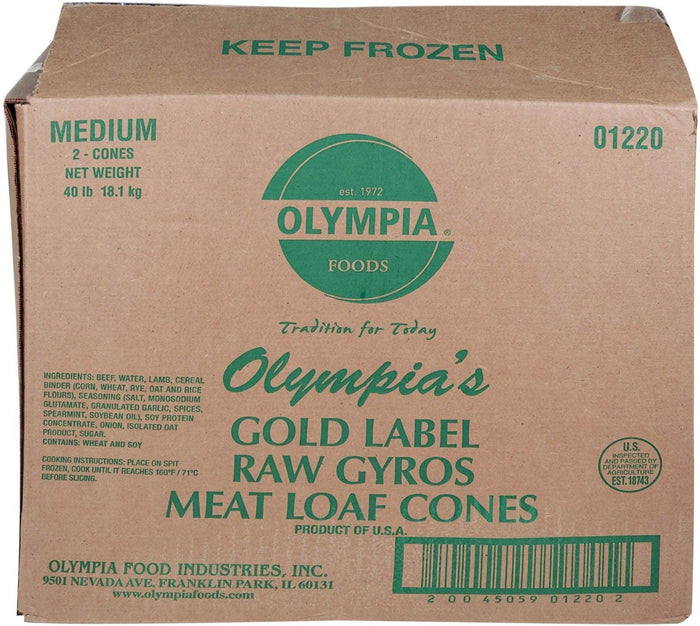 KEEP FROZEN
MEDIUM
2 - CONES
NET WEIGHT
40 lb 18.1 kg
01220
est. 1972
OLYMPIA®
FOODS
Tradition for Today
Olympia's
GOLD LABEL
RAW GYROS
MEAT LOAF CONES
PRODUCT OF U.S.A.
INGREDIENTS: BEEF, WATER, LAMB, CEREAL
BINDER (CORN, WHEAT, RYE, OAT AND RICE
FLOURS), SEASONING (SALT, MONOSODIUM
GLUTAMATE, GRANULATED GARLIC, SPICES,
SPEARMINT, SOYBEAN OIL), SOY PROTEIN
CONCENTRATE, ONION, ISOLATED OAT
PRODUCT, SUGAR.
CONTAINS: WHEAT AND SOY
COOKING INSTRUCTIONS: PLACE ON SPIT
FROZEN, COOK UNTIL IT REACHES 160°F / 71°C
BEFORE SLICING.
U.S.
INSPECTED
AND PASSED BY
DEPARTMENT OF
AGRICULTURE
EST. 18743
OLYMPIA FOOD INDUSTRIES, INC.
9501 NEVADA AVE. FRANKLIN PARK, IL 60131
www.olympiafoods.com
2 00 45059 01220 2